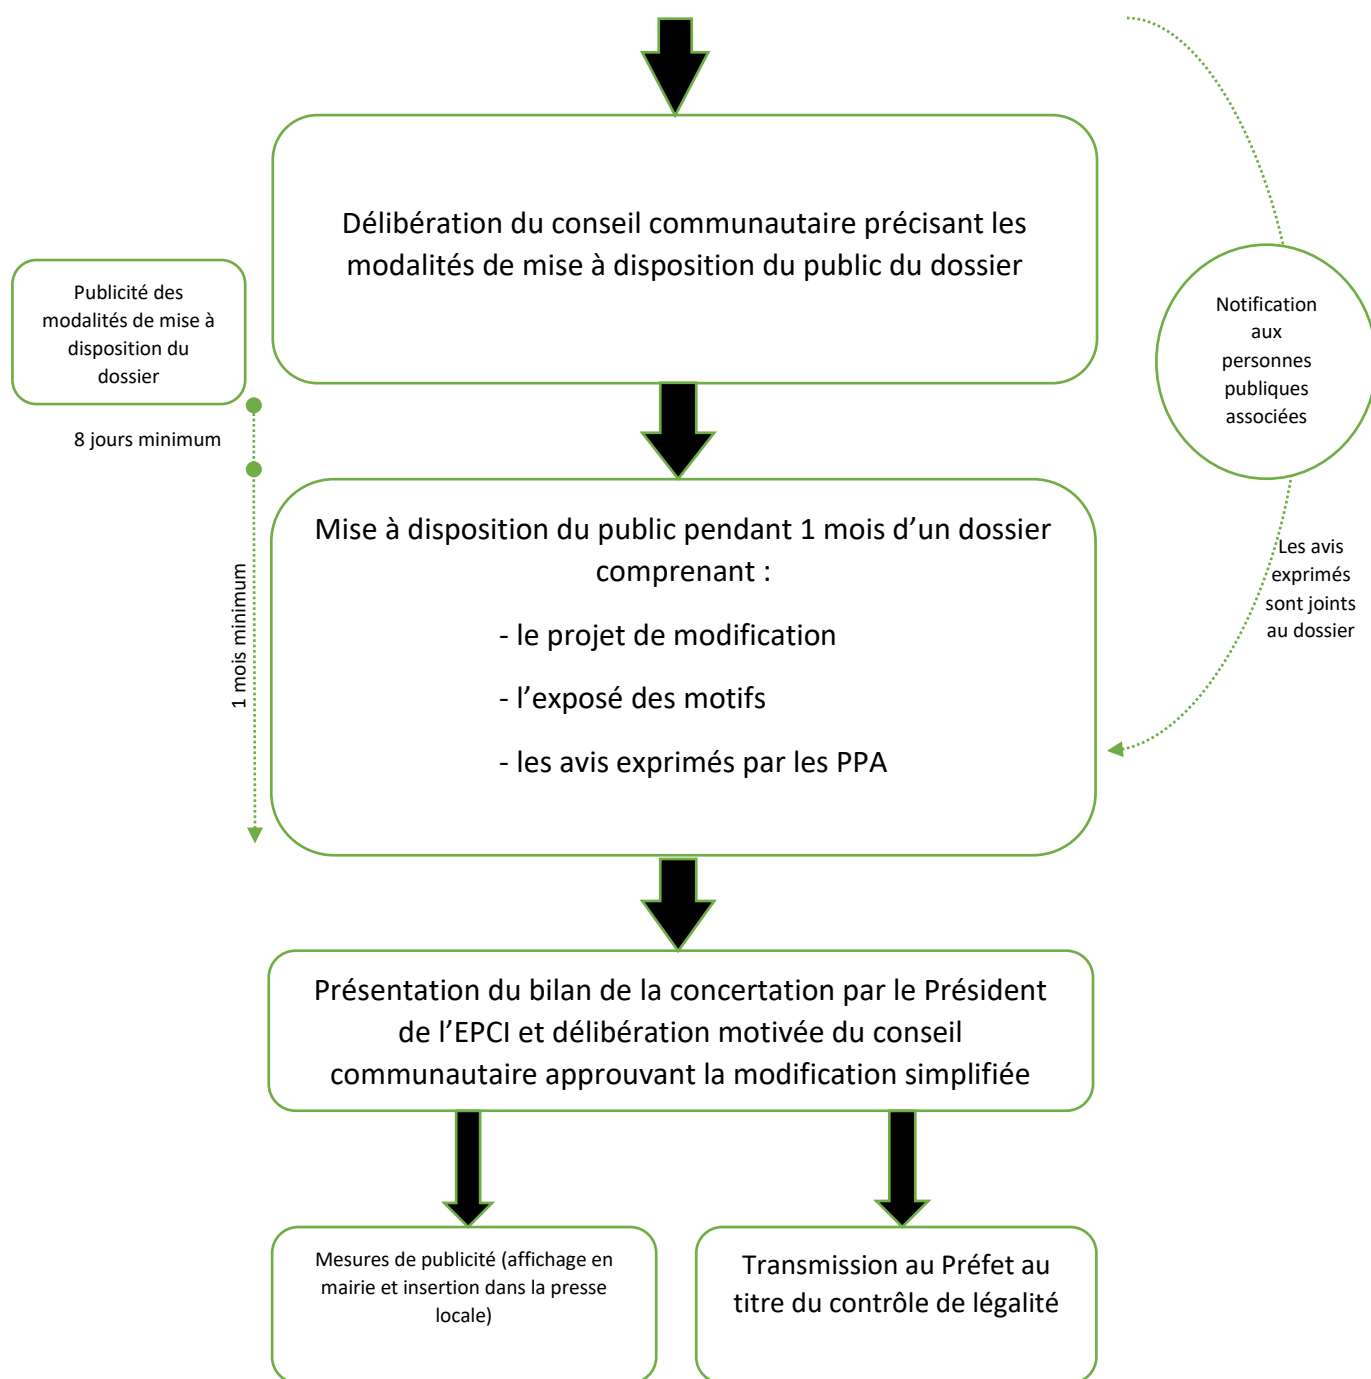 Délibération du conseil communautaire précisant les
modalités de mise à disposition du public du dossier
Publicité des
modalités de mise à
disposition du
dossier
Notification
aux
personnes
publiques
associées
8 jours minimum
1 mois minimum
Mise à disposition du public pendant 1 mois d’un dossier
comprenant :
- le projet de modification
- l’exposé des motifs
- les avis exprimés par les PPA
Les avis
exprimés
sont joints
au dossier
Présentation du bilan de la concertation par le Président
de l’EPCI et délibération motivée du conseil
communautaire approuvant la modification simplifiée
Mesures de publicité (affichage en
mairie et insertion dans la presse
locale)
Transmission au Préfet au
titre du contrôle de légalité